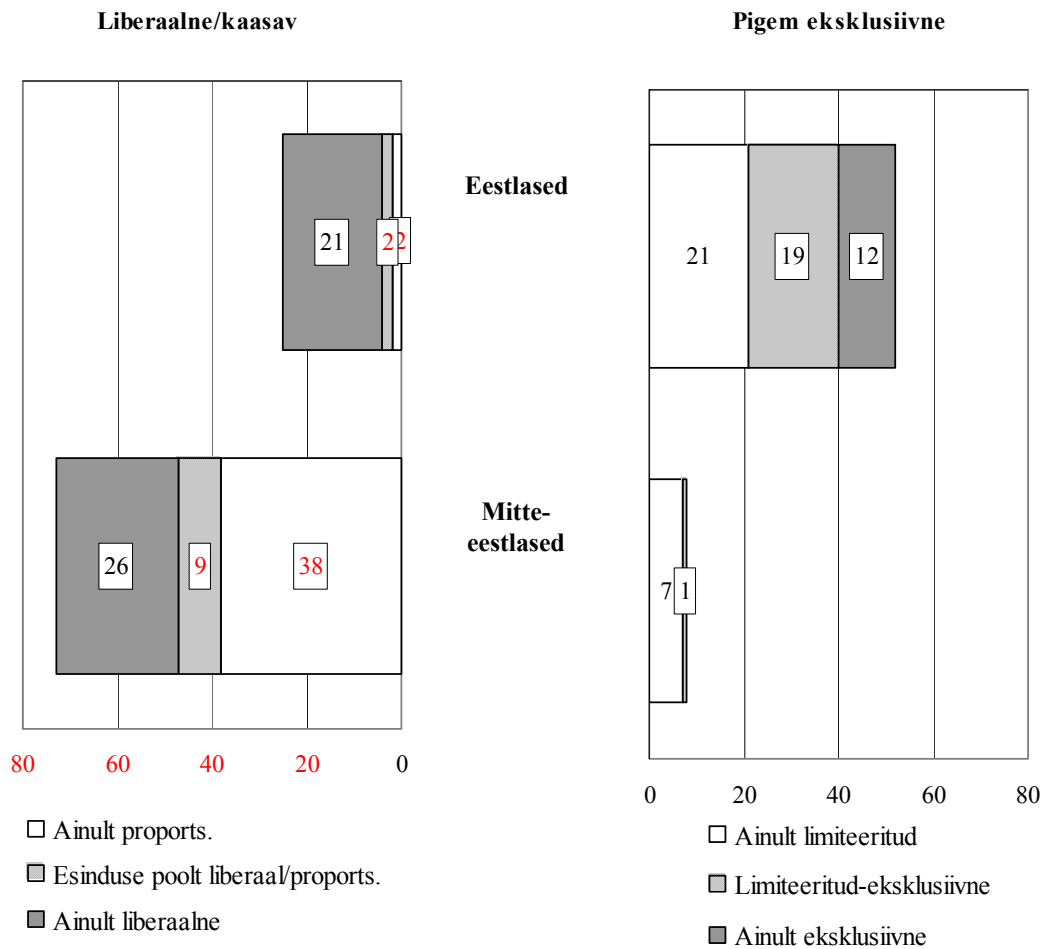 Liberaalne/kaasav
Pigem eksklusiivne
Eestlased
21
2
2
21
19
12
Mitte-
eestlased
26
9
38
7
1
80 60 40 20 0
0 20 40 60 80
Ainult proports.
Esinduse poolt liberaal/proports.
Ainult liberaalne
Ainult limiteeritud
Limiteeritud-eksklusiivne
Ainult eksklusiivne